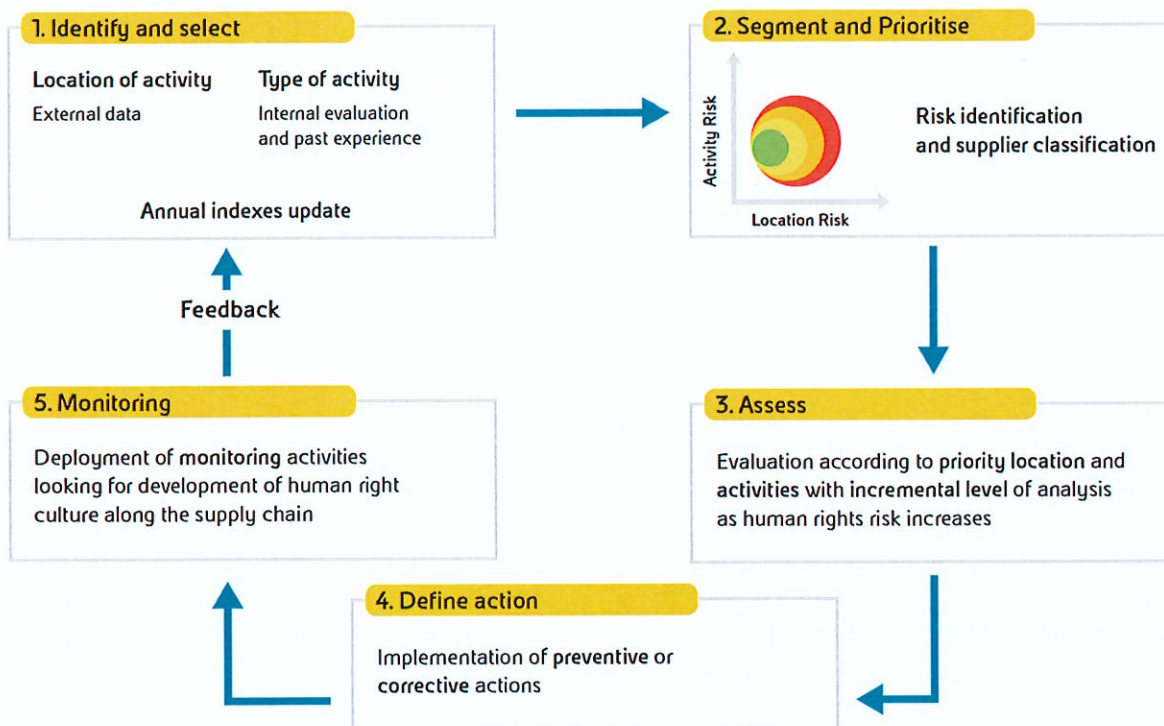 1. Identify and select
Location of activity
External data
Type of activity
Internal evaluation
and past experience
Annual indexes update
2. Segment and Prioritise
Activity Risk
Location Risk
Risk identification
and supplier classification
3. Assess
Evaluation according to priority location and
activities with incremental level of analysis
as human rights risk increases
4. Define action
Implementation of preventive or
corrective actions
5. Monitoring
Deployment of monitoring activities
looking for development of human right
culture along the supply chain
Feedback